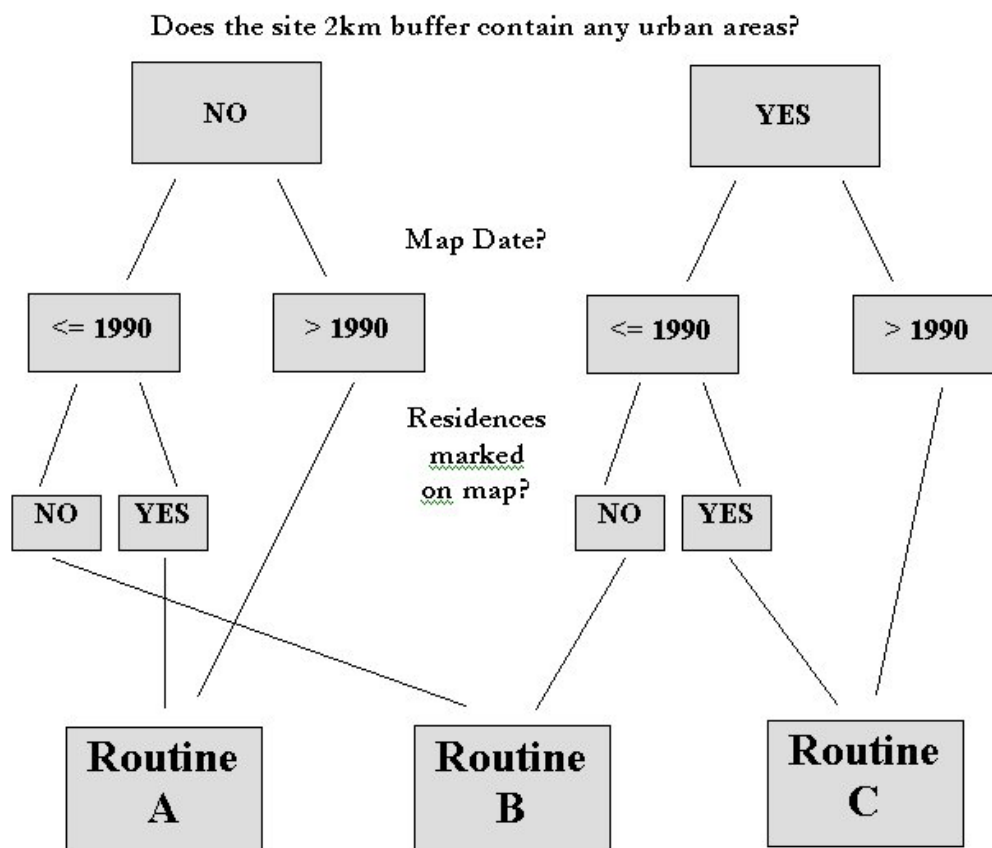 Does the site 2km buffer contain any urban areas?
NO
YES
Map Date?
<= 1990
> 1990
<= 1990
> 1990
Residences
marked
on map?
NO
YES
NO
YES
Routine
A
Routine
B
Routine
C